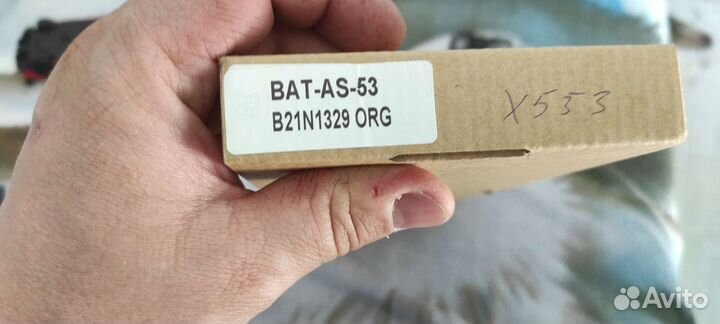 BAT-AS-53
B21N1329 ORG
X553
Avito